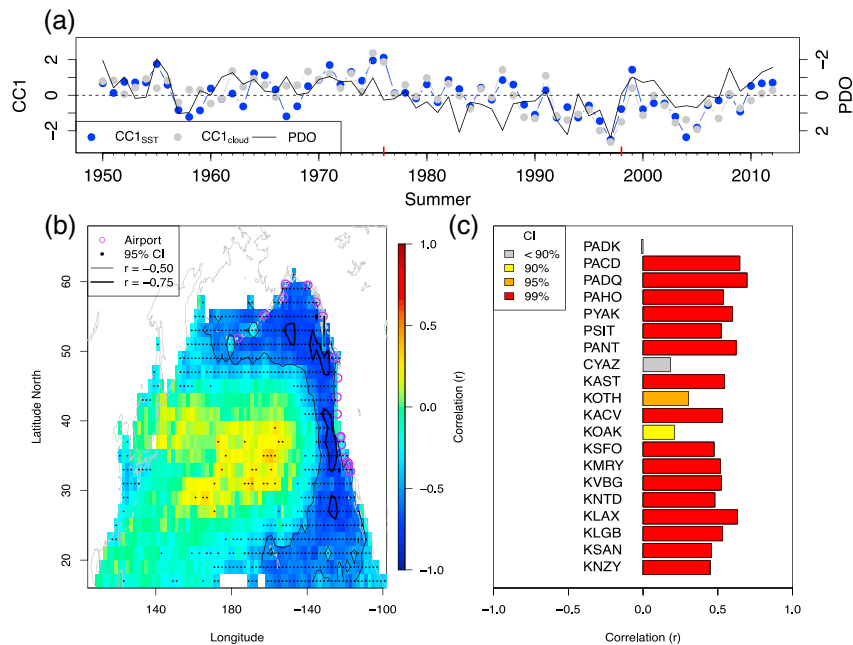 (a)
CC1
2
0
−2
−2
0
2
PDO
CC1SST CC1cloud PDO
1950 1960 1970 1980 1990 2000 2010
Summer
(b)
Airport
95% CI
r = −0.50
r = −0.75
Latitude North
60
50
40
30
20
140 180 −140 −100
Longitude
1.0
0.5
0.0
−0.5
−1.0
Correlation (r)
(c)
CI
< 90%
90%
95%
99%
PADK
PACD
PADQ
PAHO
PYAK
PSIT
PANT
CYAZ
KAST
KOTH
KACV
KOAK
KSFO
KMRY
KVBG
KNTD
KLAX
KLGB
KSAN
KNZY
−1.0 −0.5 0.0 0.5 1.0
Correlation (r)